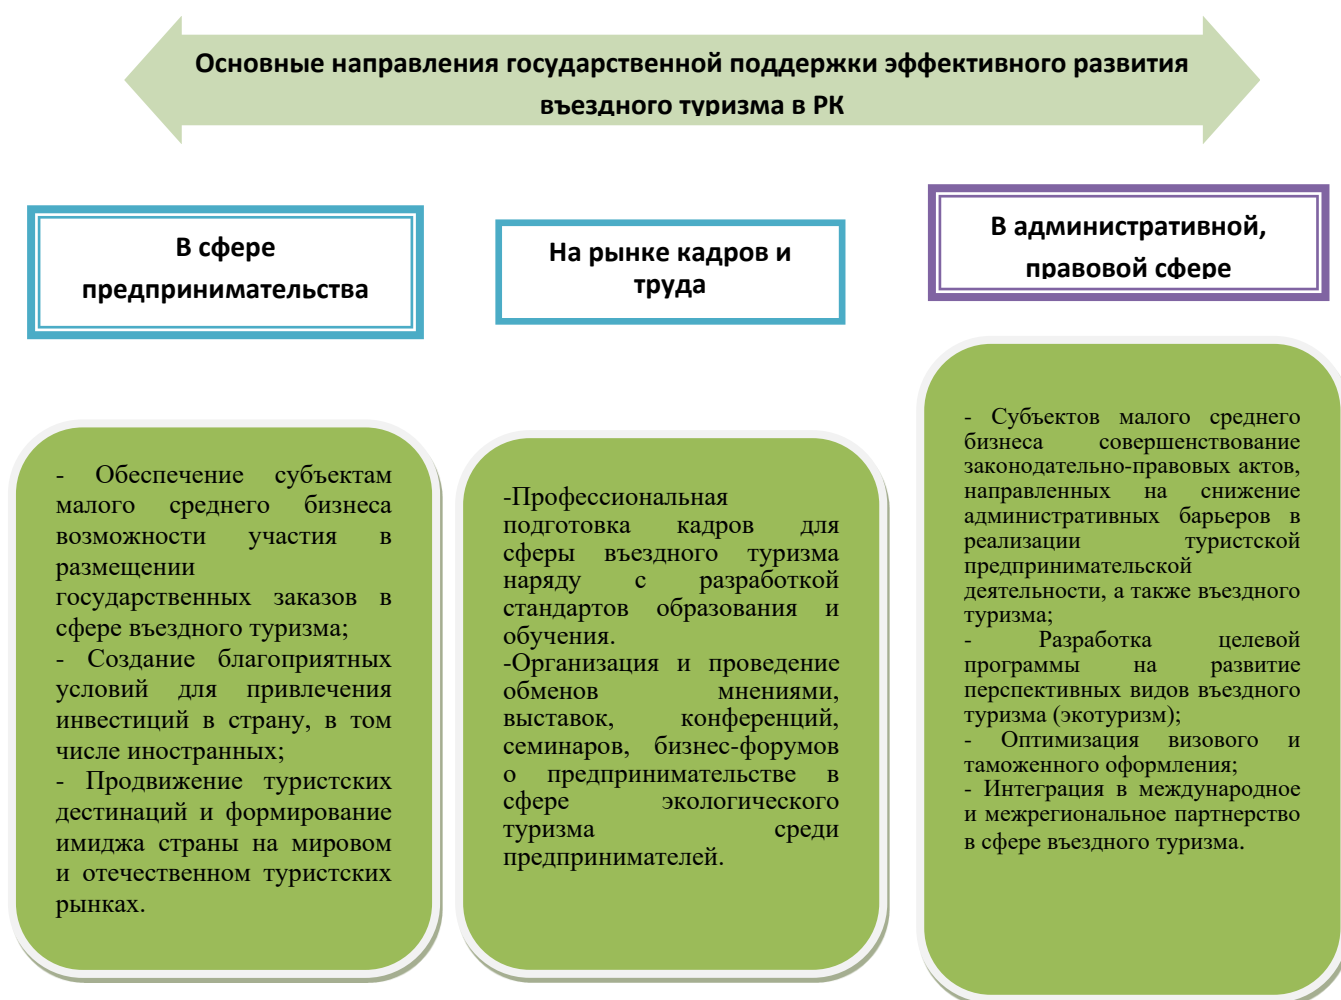 Основные направления государственной поддержки эффективного развития
въездного туризма в РК
В сфере
предпринимательства
На рынке кадров и
труда
В административной,
правовой сфере
- Обеспечение субъектам
малого среднего бизнеса
возможности участия в
размещении
государственных заказов в
сфере въездного туризма;
- Создание благоприятных
условий для привлечения
инвестиций в страну, в том
числе иностранных;
- Продвижение туристских
дестинаций и формирование
имиджа страны на мировом
и отечественном туристских
рынках.
-Профессиональная
подготовка кадров для
сферы въездного туризма
наряду с разработкой
стандартов образования и
обучения.
-Организация и проведение
обменов мнениями,
выставок, конференций,
семинаров, бизнес-форумов
о предпринимательстве в
сфере экологического
туризма среди
предпринимателей.
- Субъектов малого среднего
бизнеса совершенствование
законодательно-правовых актов,
направленных на снижение
административных барьеров в
реализации туристской
предпринимательской
деятельности, а также въездного
туризма;
- Разработка целевой
программы на развитие
перспективных видов въездного
туризма (экотуризм);
- Оптимизация визового и
таможенного оформления;
- Интеграция в международное
и межрегиональное партнерство
в сфере въездного туризма.